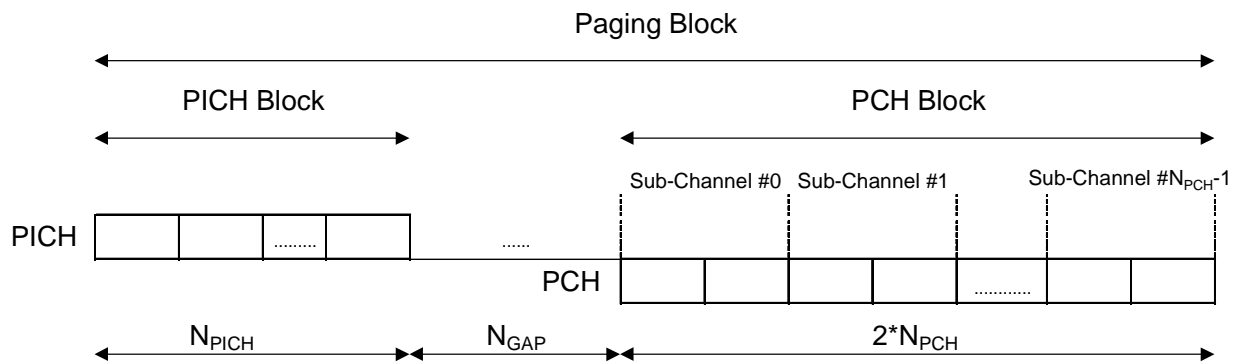 Paging Block
PICH Block PCH Block
Sub-Channel #0 Sub-Channel #1 Sub-Channel #N_PCH-1
PICH ......... ......
PCH ............
N_PICH N_GAP 2*N_PCH